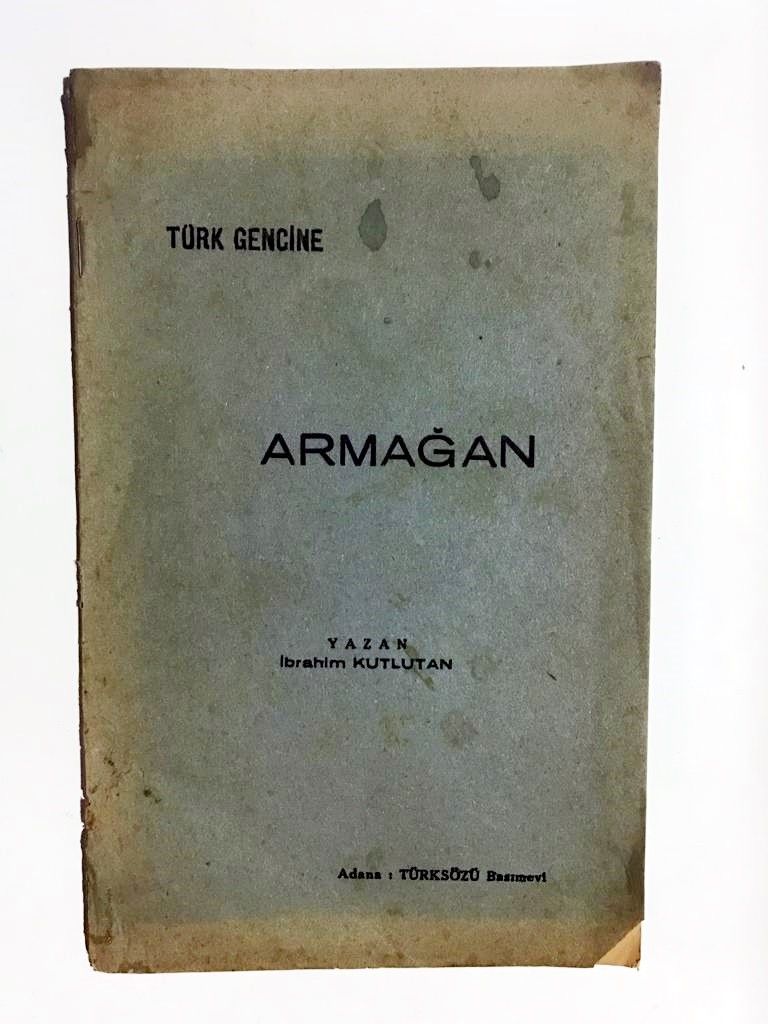 TÜRK GENCİNE
ARMAĞAN
YAZAN
İbrahim KUTLUTAN
Adana : TÜRKSÖZÜ Basımevi